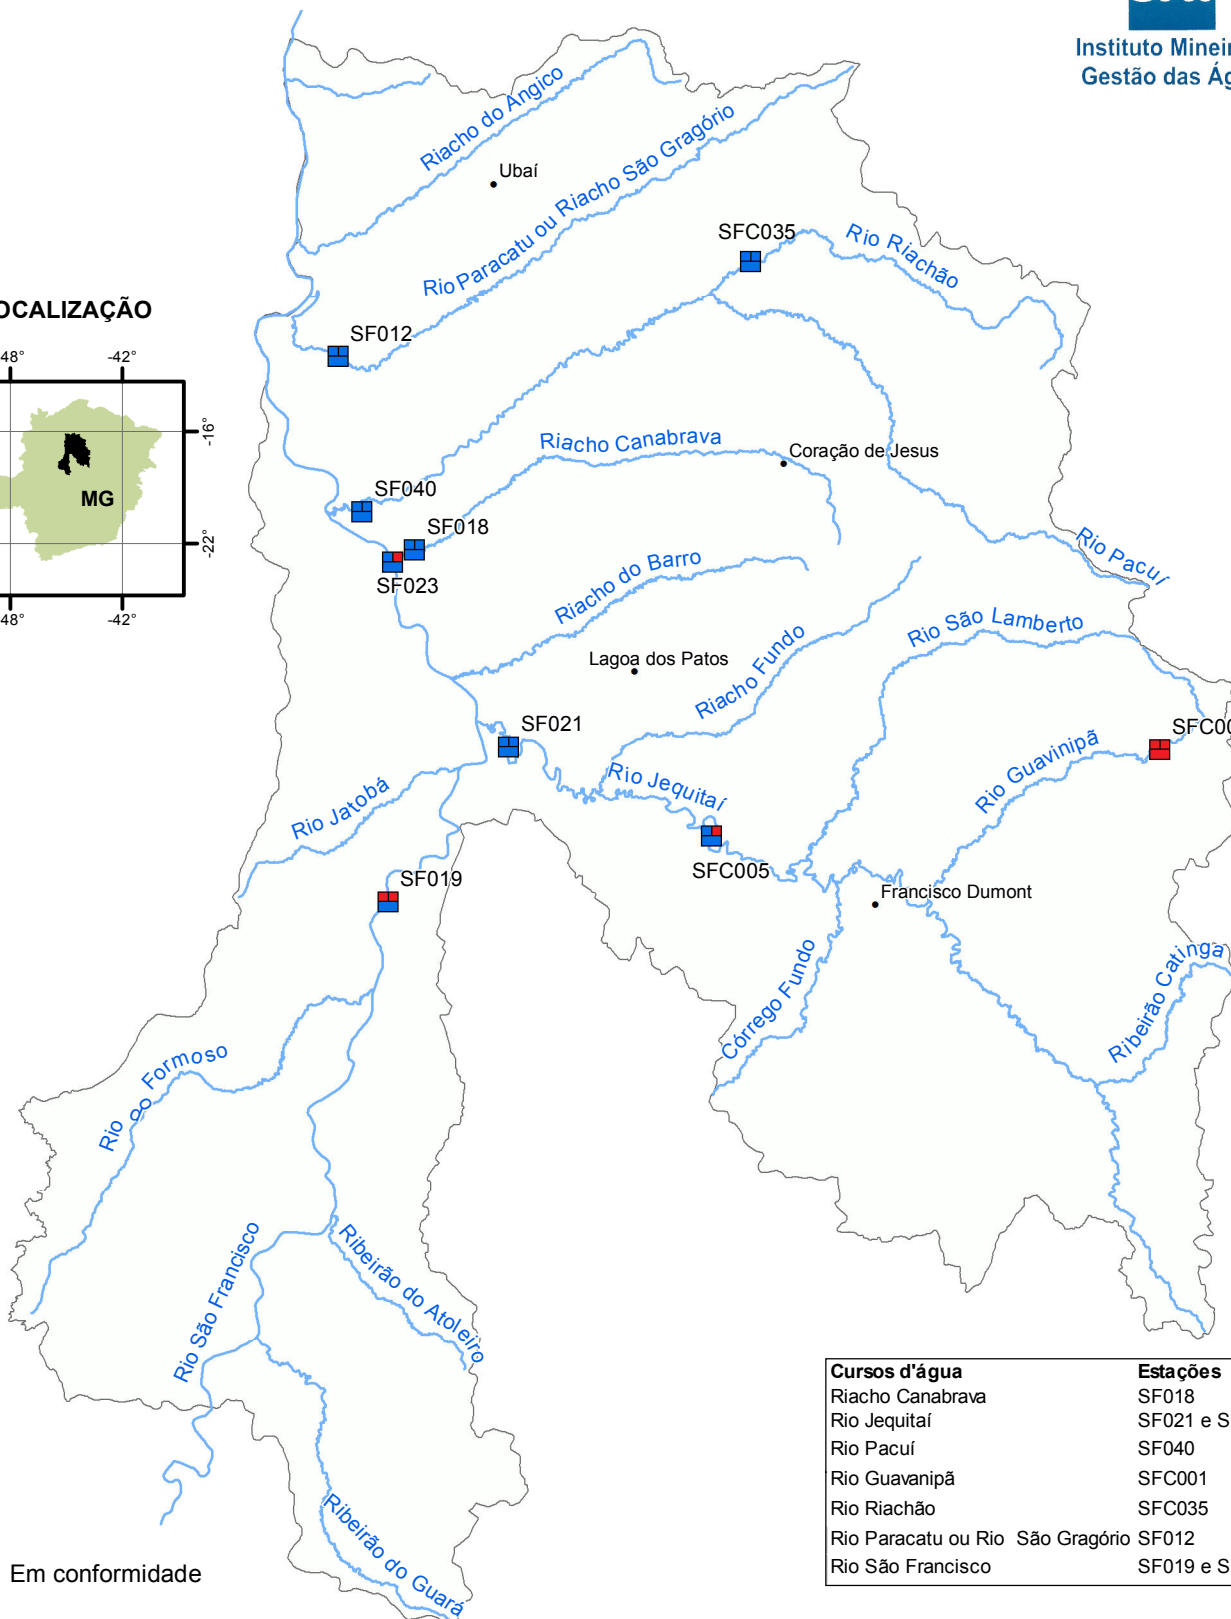 Instituto Minei
Gestão das Ág
Riacho do Angico
Ubaí
Rio Paracatu ou Riacho São Gragório
SFC035
Rio Riachão
OCALIZAÇÃO
SF012
48°
-42°
-16°
MG
-22°
48°
-42°
Riacho Canabrava
Coração de Jesus
SF040
SF018
SF023
Rio Pacuí
Riacho do Barro
Rio São Lamberto
Lagoa dos Patos
Riacho Fundo
SF021
SFC00
Rio Guavinipã
Rio Jequitaí
Rio Jatobá
SFC005
SF019
Francisco Dumont
Córrego Fundo
Ribeirão Catinga
Rio do Formoso
Rio São Francisco
Ribeirão do Atoleiro
Cursos d'água Estações
Riacho Canabrava SF018
Rio Jequitaí SF021 e S
Rio Pacuí SF040
Rio Guavanipã SFC001
Rio Riachão SFC035
Rio Paracatu ou Rio São Gragório SF012
Rio São Francisco SF019 e S
Ribeirão do Guará
Em conformidade